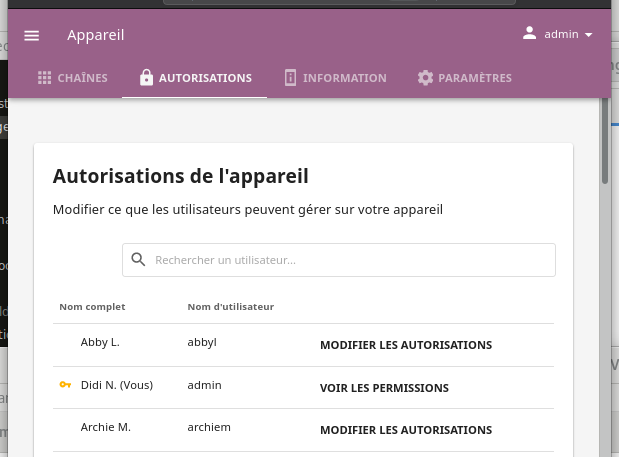 Appareil
admin
CHAÎNES AUTORISATIONS INFORMATION PARAMÈTRES
Autorisations de l'appareil
Modifier ce que les utilisateurs peuvent gérer sur votre appareil
Rechercher un utilisateur...
Nom complet Nom d'utilisateur
Abby L. abbyl MODIFIER LES AUTORISATIONS
Didi N. (Vous) admin VOIR LES PERMISSIONS
Archie M. archiem MODIFIER LES AUTORISATIONS